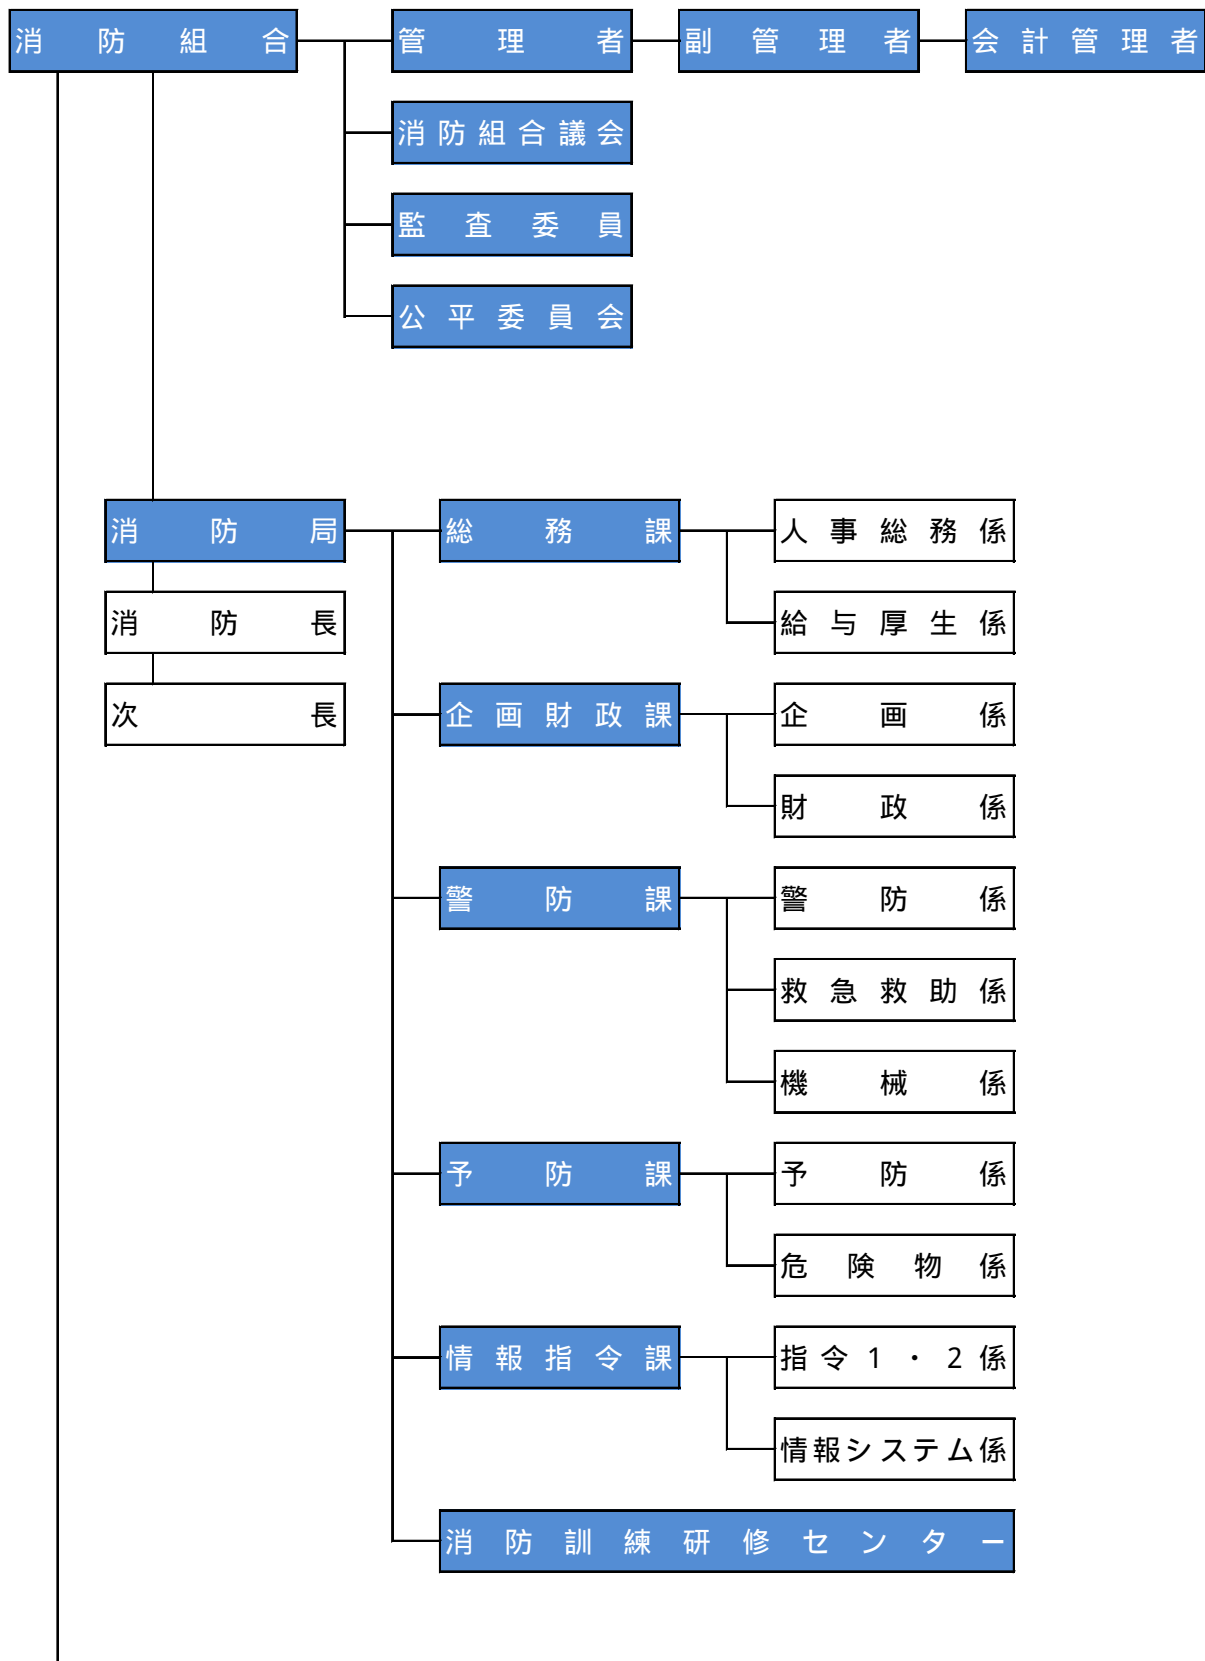 消防組合 管理者 副管理者 会計管理者
消防組合議会
監査委員
公平委員会
消防局 総務課 人事総務係
消防長 給与厚生係
次長 企画財政課 企画係
財政係
警防課 警防係
救急救助係
機械係
予防課 予防係
危険物係
情報指令課 指令1・2係
情報システム係
消防訓練研修センター